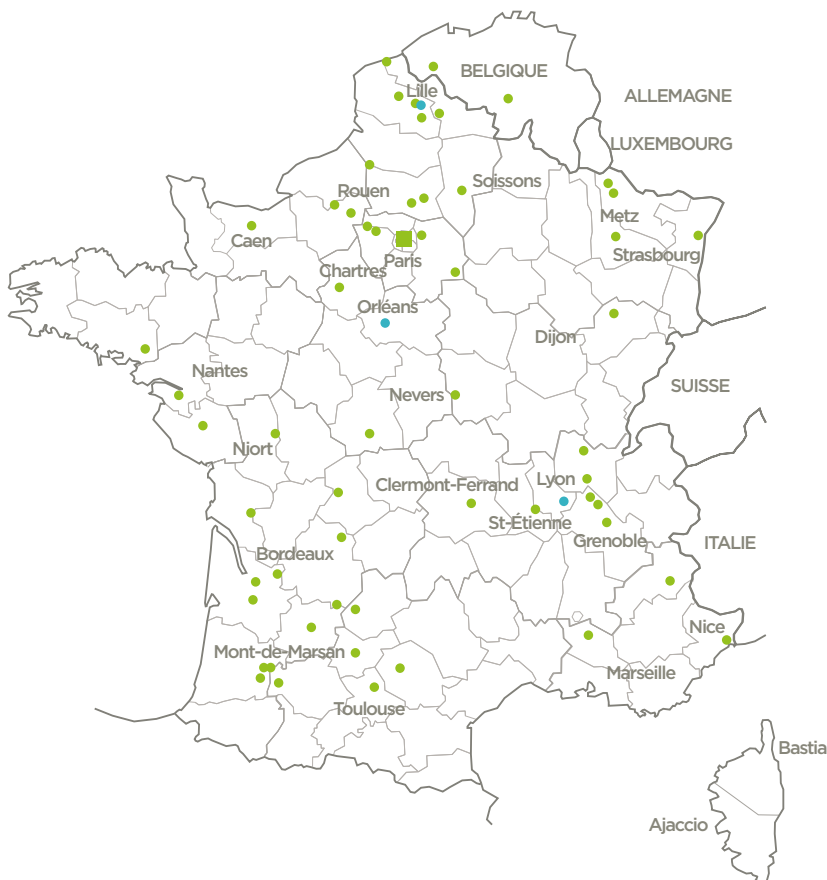 BELGIQUE
Lille
ALLEMAGNE
LUXEMBOURG
Soissons
Rouen
Metz
Caen
Strasbourg
Paris
Chartres
Orléans
Dijon
Nantes
SUISSE
Nevers
Niort
Lyon
Clermont-Ferrand
St-Étienne
Grenoble
ITALIE
Bordeaux
Nice
Mont-de-Marsan
Marseille
Toulouse
Bastia
Ajaccio